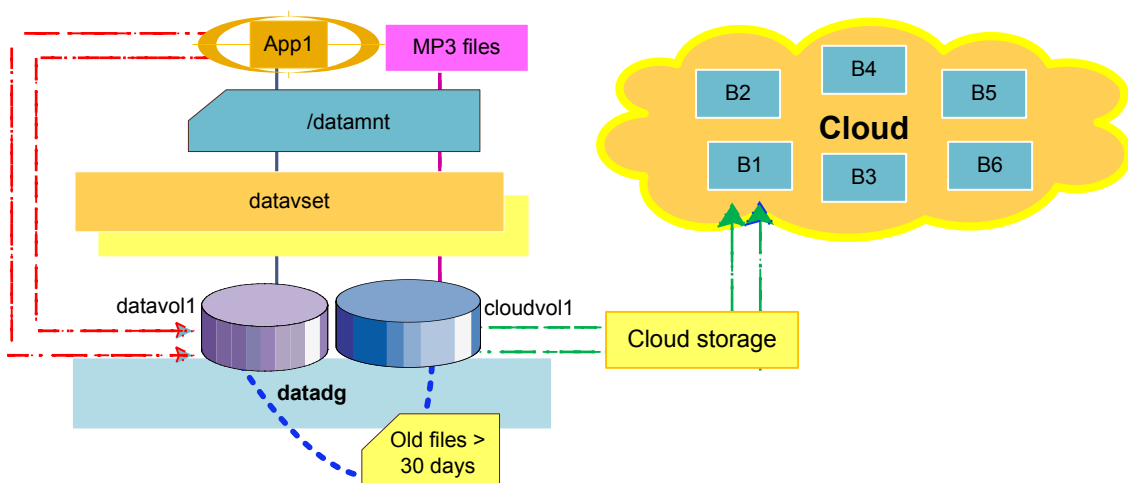 App1
MP3 files
/datamnt
datavset
datavol1
cloudvol1
datadg
Old files >
30 days
Cloud storage
B4
B2
B5
Cloud
B1
B3
B6